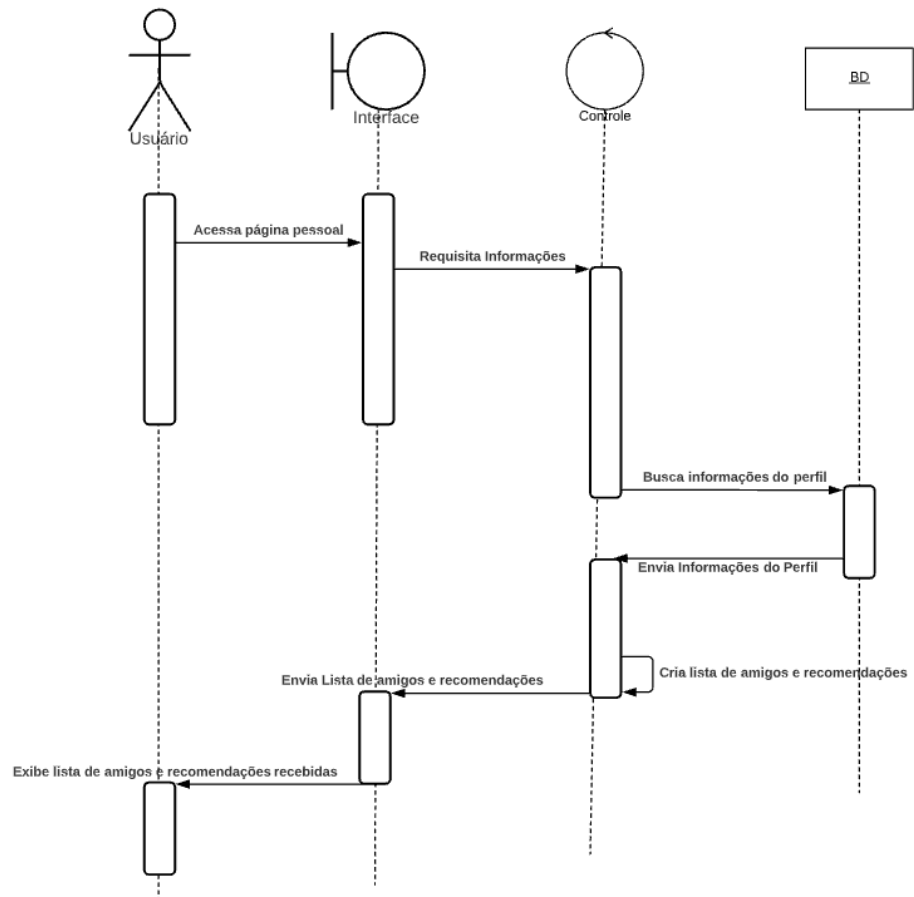 Usuário
Interface
Controle
BD
Acessa página pessoal
Requisita Informações
Busca informações do perfil
Envia Informações do Perfil
Cria lista de amigos e recomendações
Envia Lista de amigos e recomendações
Exibe lista de amigos e recomendações recebidas